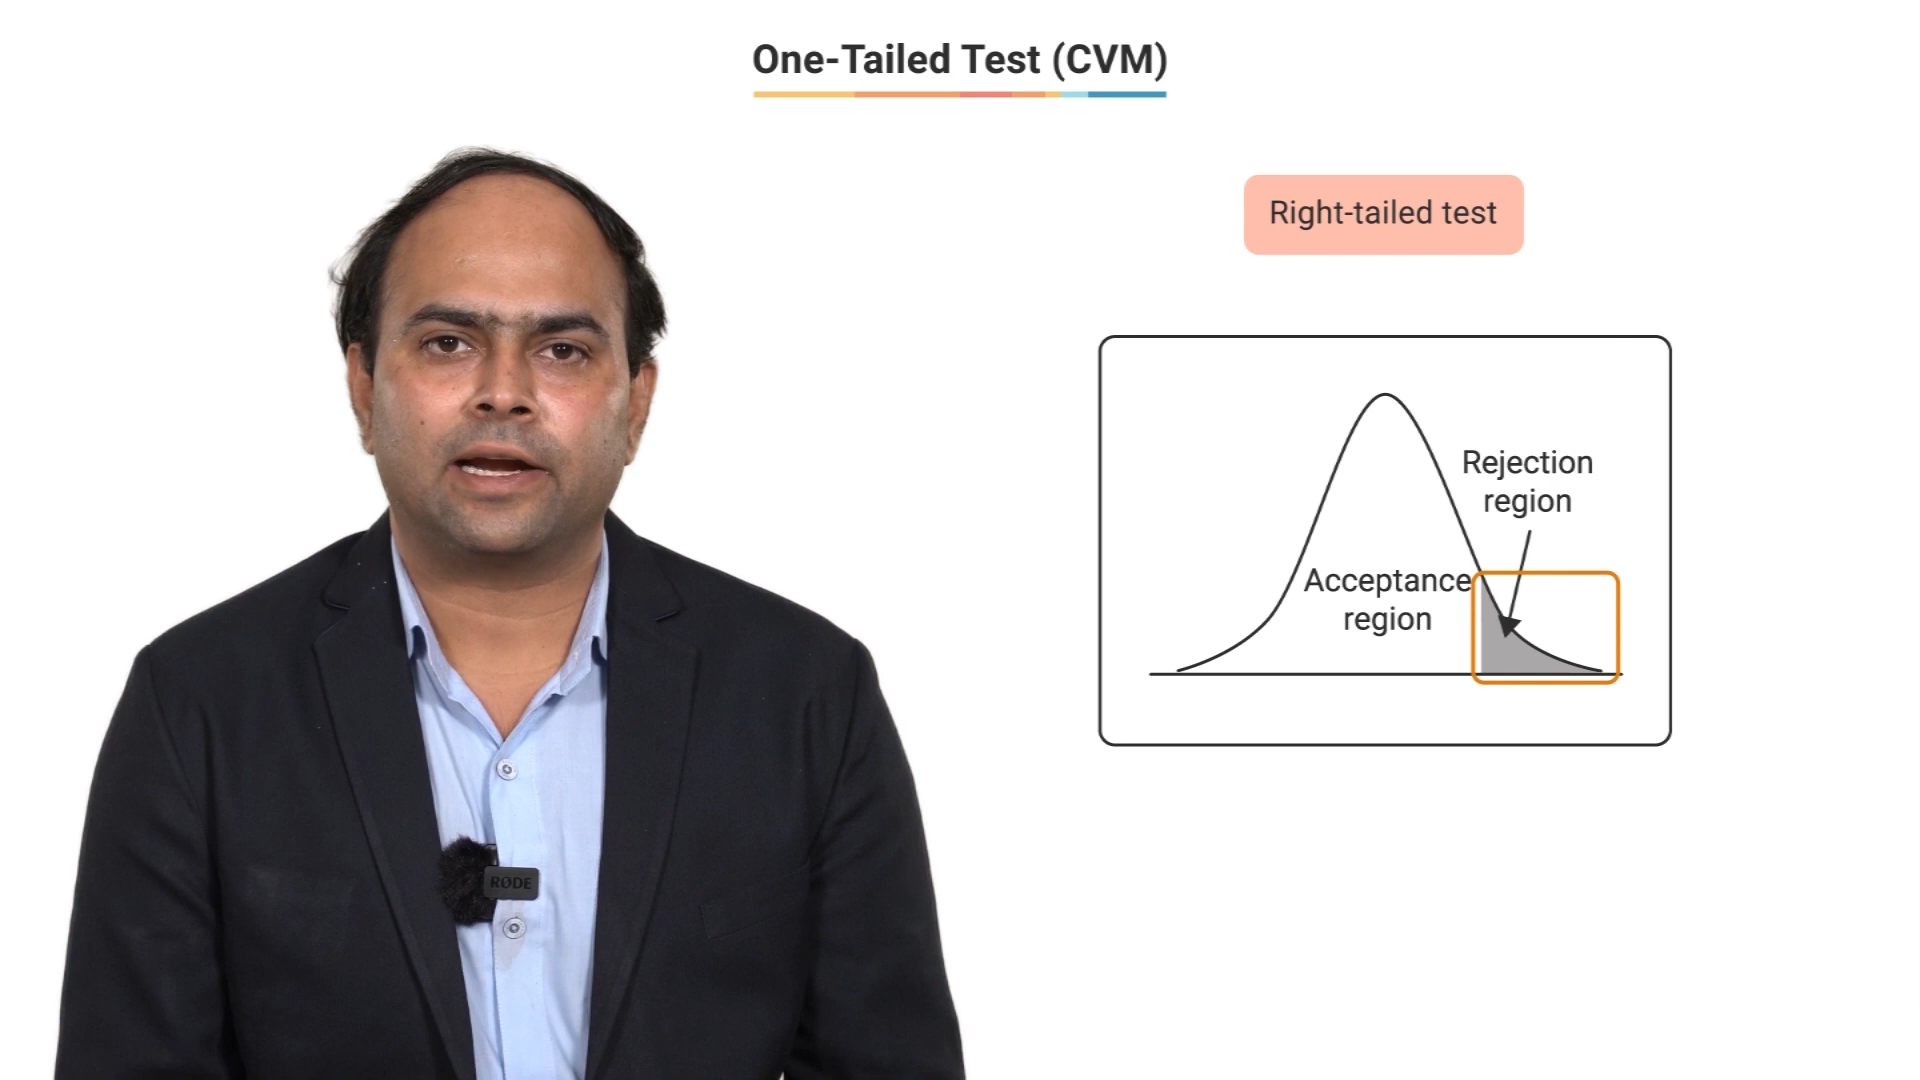 One-Tailed Test (CVM)
Right-tailed test
Rejection
region
Acceptance
region
RØDE